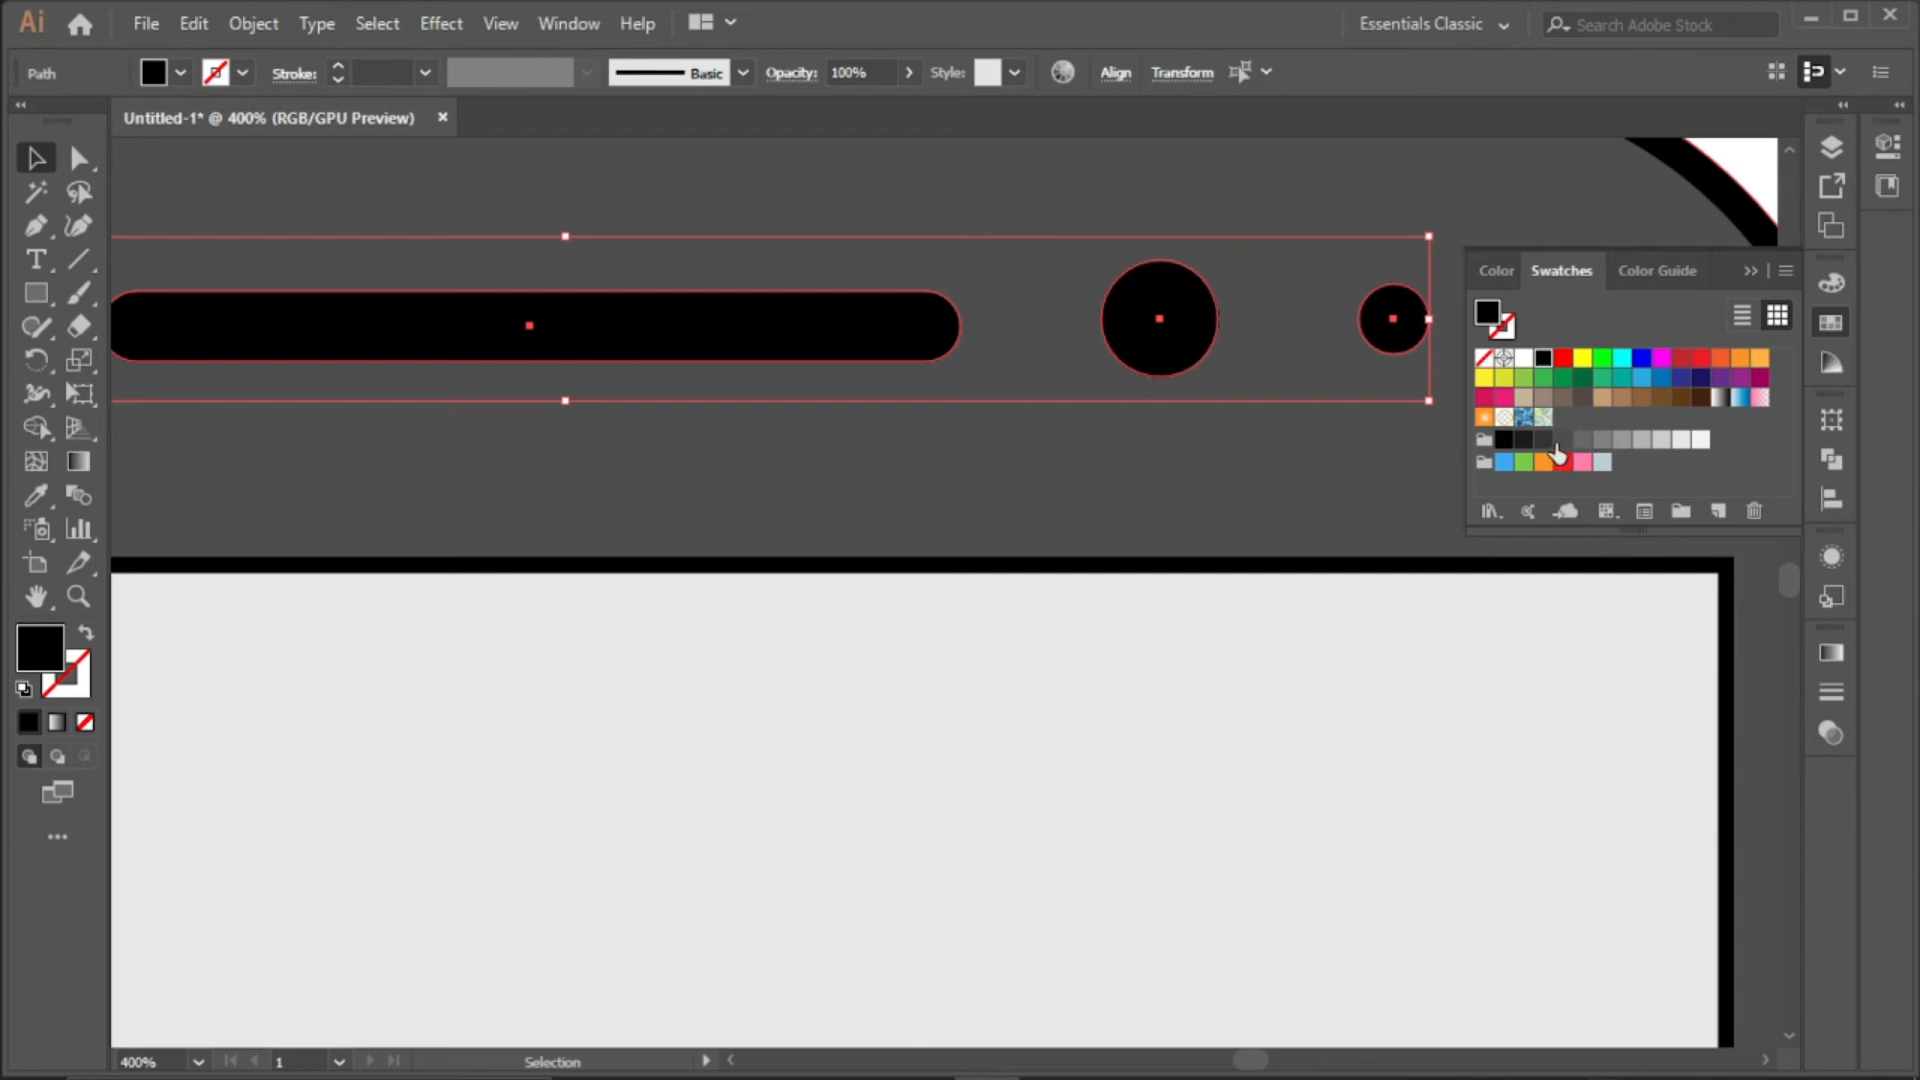 Ai File Edit Object Type Select Effect View Window Help Essentials Classic Search Adobe Stock
Path Stroke: Basic Opacity: 100% Style: Align Transform
Untitled-1* @ 400% (RGB/GPU Preview) ×
Color Swatches Color Guide
400% 1 Selection